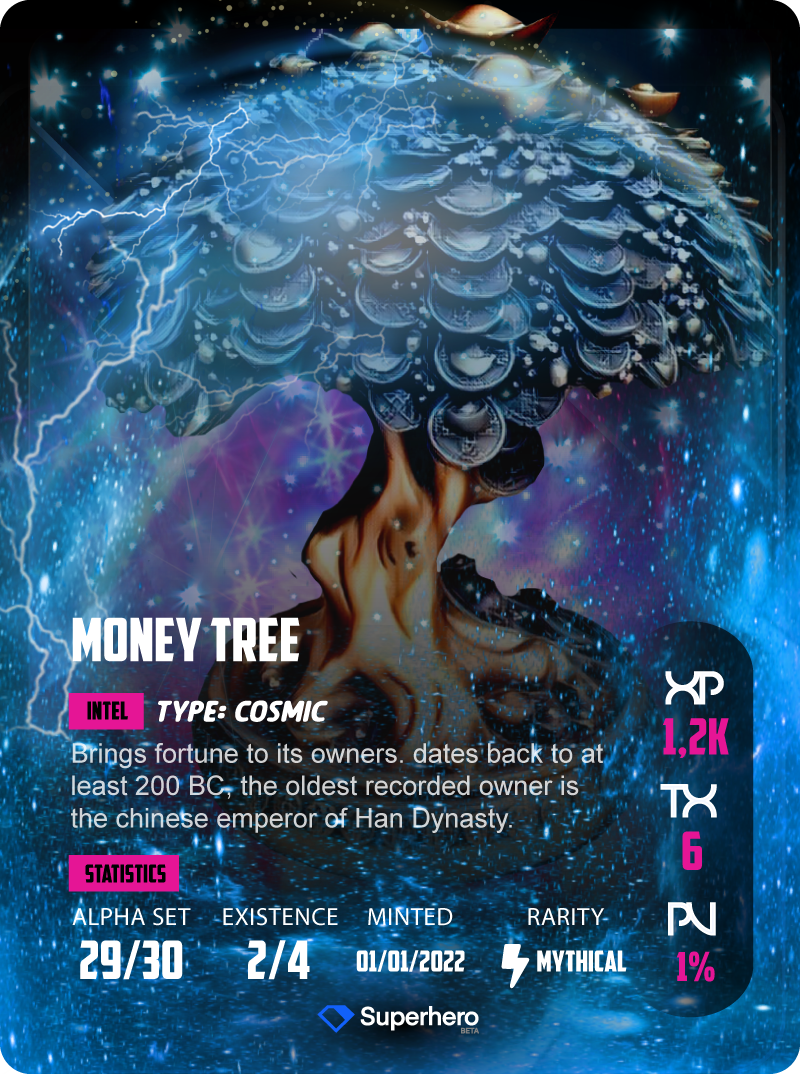 MONEY TREE
INTEL TYPE: COSMIC
Brings fortune to its owners. dates back to at
least 200 BC, the oldest recorded owner is
the chinese emperor of Han Dynasty.
STATISTICS
ALPHA SET EXISTENCE MINTED RARITY
29/30 2/4 01/01/2022 MYTHICAL
XP
1,2K
TX
6
PV
1%
Superhero
BETA